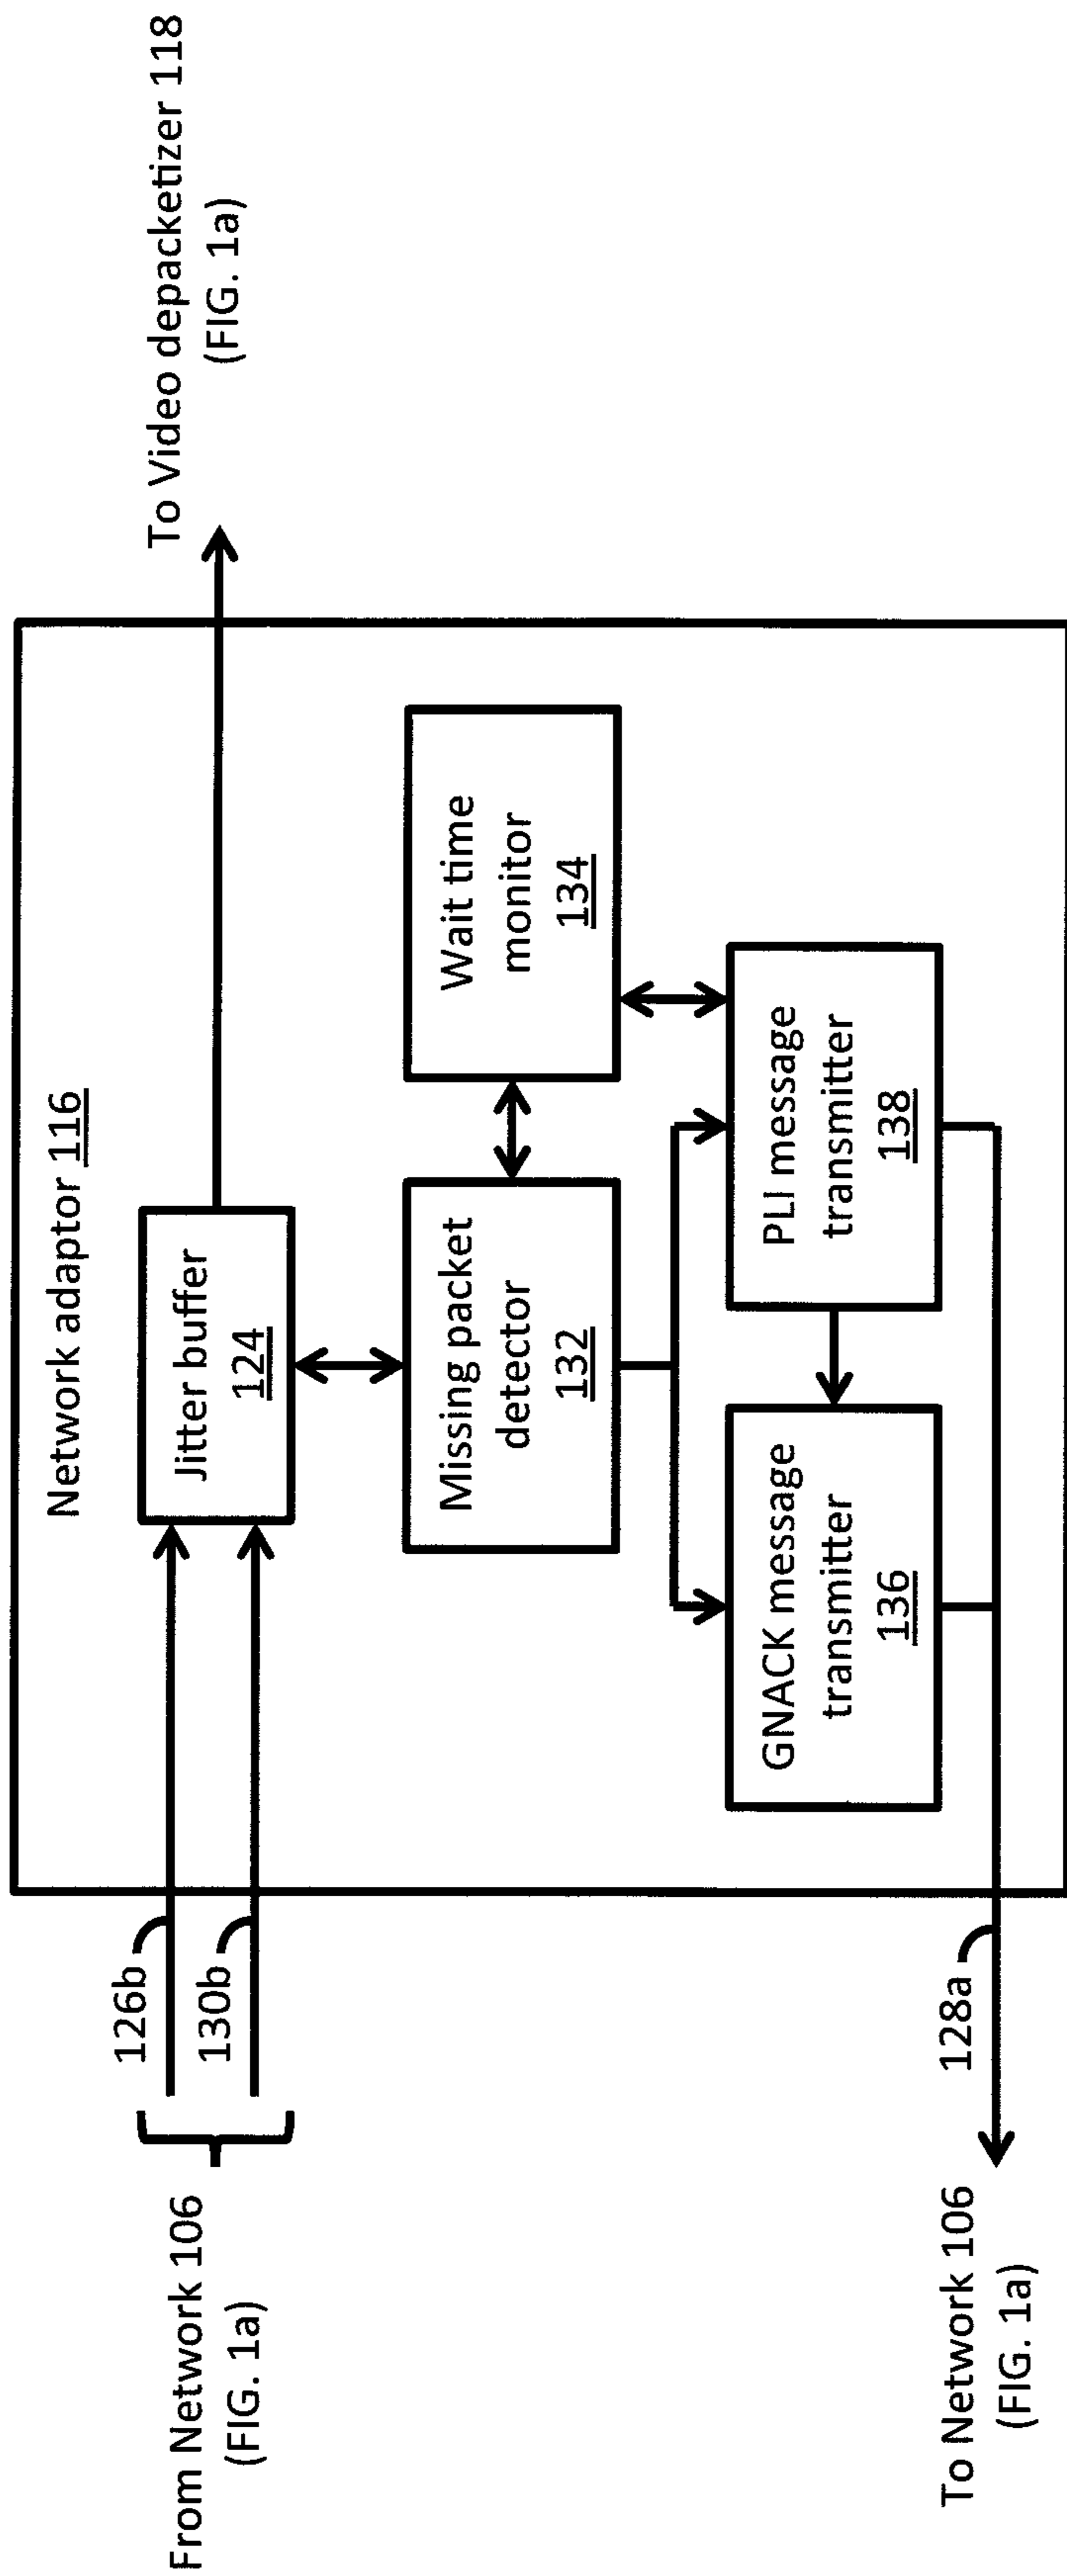 Network adaptor 116
From Network 106
(FIG. 1a)
126b
130b
Jitter buffer
124
To Video depacketizer 118
(FIG. 1a)
Missing packet
detector
132
Wait time
monitor
134
GNACK message
transmitter
136
PLI message
transmitter
138
128a
To Network 106
(FIG. 1a)